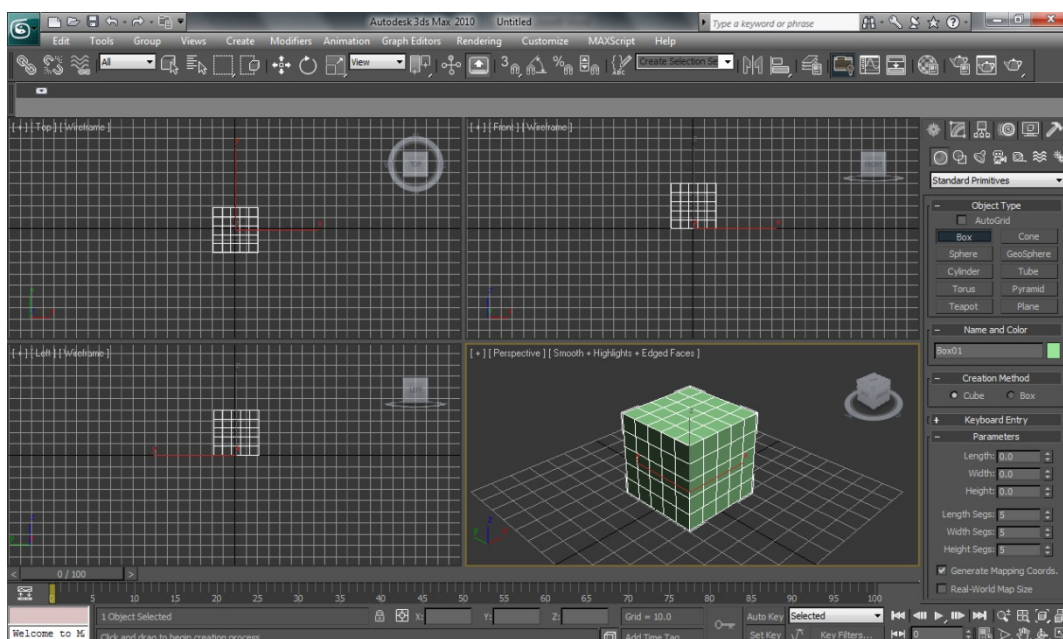 Autodesk 3ds Max 2010 Untitled
Type a keyword or phrase
Edit Tools Group Views Create Modifiers Animation Graph Editors Rendering Customize MAXScript Help
All
View
3
Create Selection Se
[ + ] [ Top ] [ Wireframe ]
TOP
[ + ] [ Front ] [ Wireframe ]
FRONT
Standard Primitives
Object Type
AutoGrid
Box Cone
Sphere GeoSphere
Cylinder Tube
Torus Pyramid
Teapot Plane
Name and Color
Box01
Creation Method
Cube Box
Keyboard Entry
Parameters
Length: 0.0
Width: 0.0
Height: 0.0
Length Segs: 5
Width Segs: 5
Height Segs: 5
Generate Mapping Coords.
Real-World Map Size
[ + ] [ Left ] [ Wireframe ]
LEFT
[ + ] [ Perspective ] [ Smooth + Highlights + Edged Faces ]
0 / 100
0 5 10 15 20 25 30 35 40 45 50 55 60 65 70 75 80 85 90 95 100
1 Object Selected X: Y: Z: Grid = 10.0 Auto Key Selected
Welcome to M Click and drag to begin creation process Add Time Tag Set Key Key Filters... 0